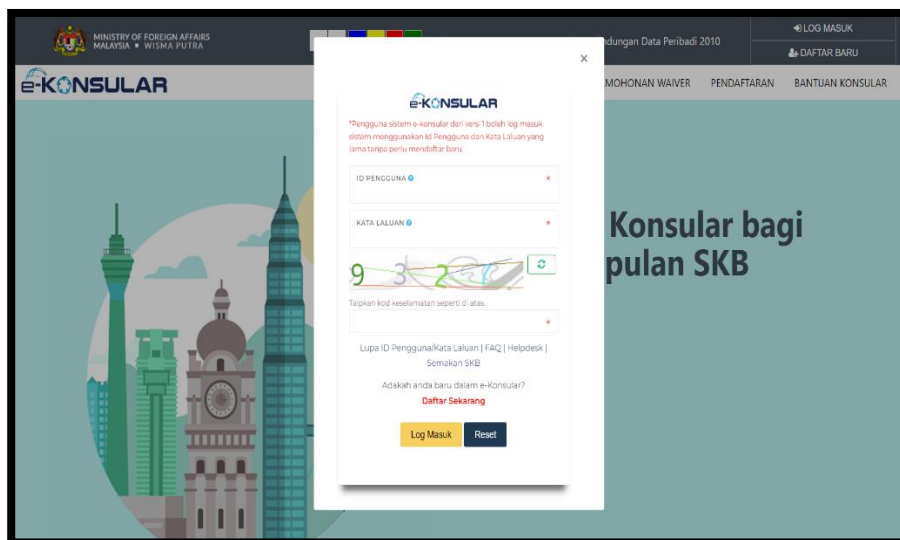 MINISTRY OF FOREIGN AFFAIRS
MALAYSIA ▪ WISMA PUTRA
ndungan Data Peribadi 2010
LOG MASUK
DAFTAR BARU
e-KONSULAR
MOHONAN WAIVER PENDAFTARAN BANTUAN KONSULAR
×
e-KONSULAR
*Pengguna sistem e-konsular dari versi 1 boleh log masuk
sistem menggunakan Id Pengguna dan Kata Laluan yang
lama tanpa perlu mendaftar baru.
ID PENGGUNA *
KATA LALUAN *
Taipkan kod keselamatan seperti di atas.
*
Lupa ID Pengguna/Kata Laluan | FAQ | Helpdesk |
Semakan SKB
Adakah anda baru dalam e-Konsular?
Daftar Sekarang
Log Masuk Reset
Konsular bagi
pulan SKB